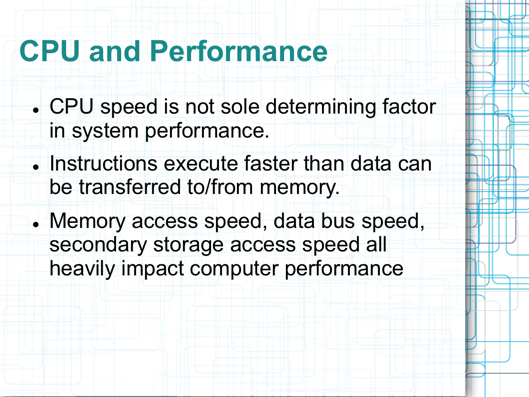 CPU and Performance
● CPU speed is not sole determining factor
in system performance.
● Instructions execute faster than data can
be transferred to/from memory.
● Memory access speed, data bus speed,
secondary storage access speed all
heavily impact computer performance